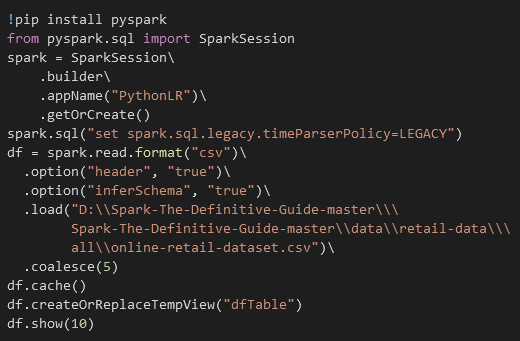 !pip install pyspark
from pyspark.sql import SparkSession
spark = SparkSession\
    .builder\
    .appName("PythonLR")\
    .getOrCreate()
spark.sql("set spark.sql.legacy.timeParserPolicy=LEGACY")
df = spark.read.format("csv")\
  .option("header", "true")\
  .option("inferSchema", "true")\
  .load("D:\\Spark-The-Definitive-Guide-master\\\
        Spark-The-Definitive-Guide-master\\data\\retail-data\\\
        all\\online-retail-dataset.csv")\
  .coalesce(5)
df.cache()
df.createOrReplaceTempView("dfTable")
df.show(10)